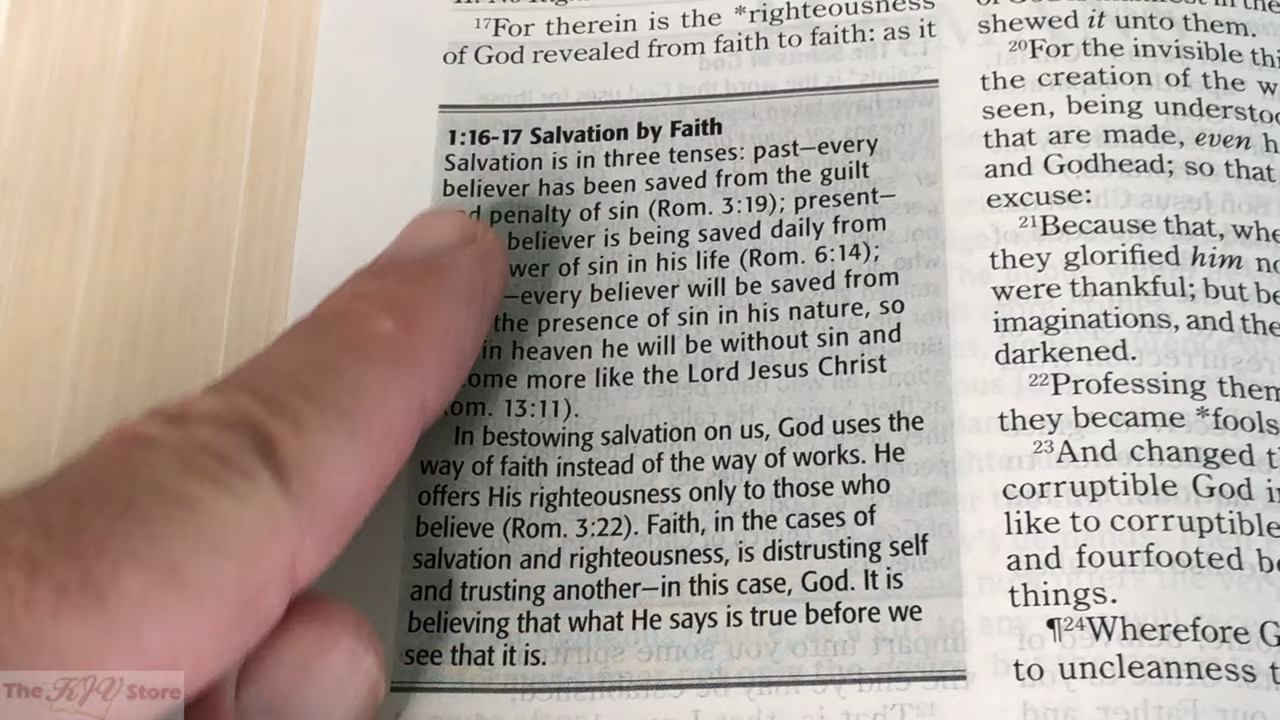 ¹⁷For therein is the *righteousness
of God revealed from faith to faith: as it
1:16-17 Salvation by Faith
Salvation is in three tenses: past—every
believer has been saved from the guilt
penalty of sin (Rom. 3:19); present—
believer is being saved daily from
of sin in his life (Rom. 6:14);
—every believer will be saved from
the presence of sin in his nature, so
in heaven he will be without sin and
more like the Lord Jesus Christ
13:11).
In bestowing salvation on us, God uses the
way of faith instead of the way of works. He
offers His righteousness only to those who
believe (Rom. 3:22). Faith, in the cases of
salvation and righteousness, is distrusting self
and trusting another—in this case, God. It is
believing that what He says is true before we
see that it is.
shewed it unto them.
²⁰For the invisible
the creation of the
seen, being
that are made, even
and Godhead; so that
excuse:
²¹Because that,
they glorified him
were thankful; but
imaginations, and
darkened.
²²Professing
they became *fools
²³And changed
corruptible God
like to corruptible
and fourfooted
things.
¶²⁴Wherefore
to uncleanness
The KJV Store